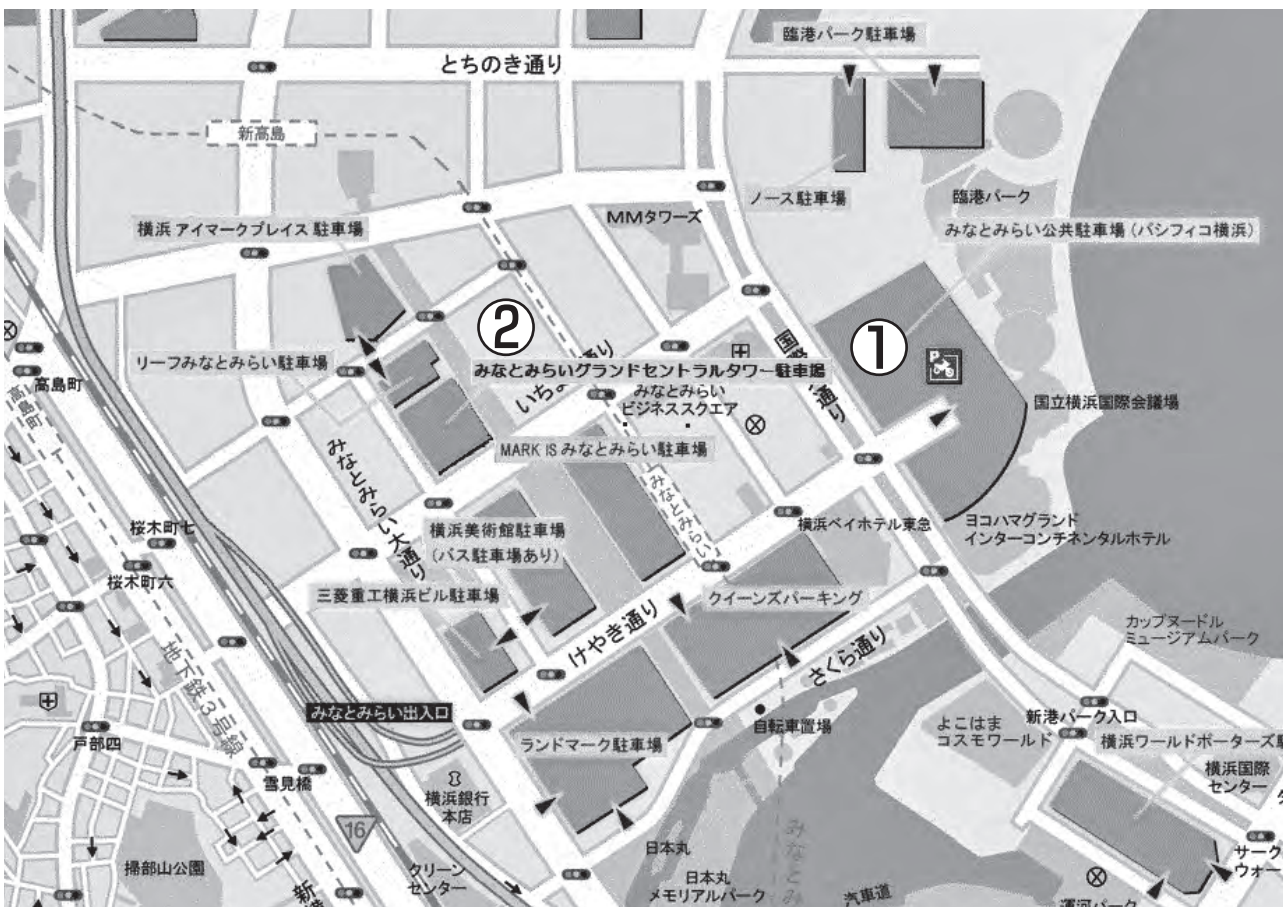 臨港パーク駐車場
とちのき通り
新高島
ノース駐車場
臨港パーク
MMタワーズ
横浜 アイマークプレイス 駐車場
みなとみらい公共駐車場(パシフィコ横浜)
②
①
P
国際大通り
リーフみなとみらい駐車場
みなとみらいグランドセントラルタワー駐車場
いちょう通り
みなとみらい
ビジネススクエア
高島町
高島町
国立横浜国際会議場
MARK IS みなとみらい駐車場
みなとみらい大通り
みなとみらい
横浜美術館駐車場
(バス駐車場あり)
横浜ベイホテル東急
ヨコハマグランド
インターコンチネンタルホテル
桜木町七
桜木町六
三菱重工横浜ビル駐車場
クイーンズパーキング
けやき通り
さくら通り
カップヌードル
ミュージアムパーク
地下鉄3号線
みなとみらい出入口
ランドマーク駐車場
自転車置場
よこはま
コスモワールド
新港パーク入口
横浜ワールドポーターズ
戸部四
雪見橋
横浜銀行
本店
横浜国際
センター
16
掃部山公園
クリーン
センター
日本丸
日本丸
メモリアルパーク
みなとみ
汽車道
サーク
ウォー
運河パーク
新